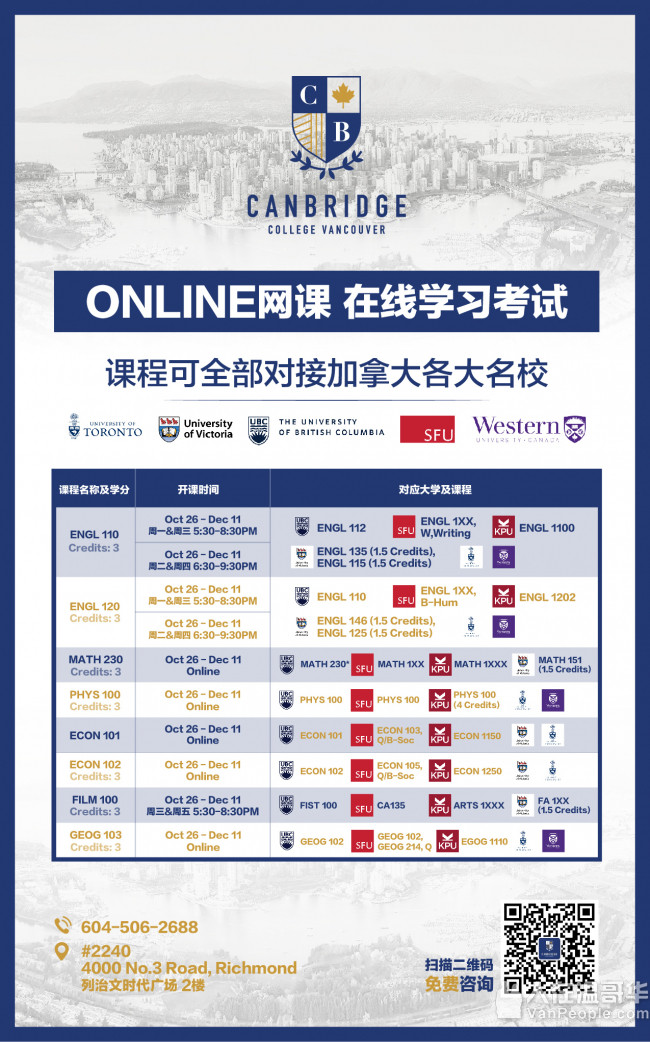 C
B
CANBRIDGE
COLLEGE VANCOUVER
ONLINE网课 在线学习考试
课程可全部对接加拿大各大名校
UNIVERSITY OF
TORONTO
University
of Victoria
UBC
THE UNIVERSITY
OF BRITISH COLUMBIA
SFU
Western
UNIVERSITY · CANADA
课程名称及学分 开课时间 对应大学及课程
ENGL 110
Credits: 3
Oct 26 – Dec 11
周一&周三 5:30–8:30PM
UBC ENGL 112 SFU ENGL 1XX,
W,Writing
KPU ENGL 1100
Oct 26 – Dec 11
周二&周四 6:30–9:30PM
ENGL 135 (1.5 Credits),
ENGL 115 (1.5 Credits)
ENGL 120
Credits: 3
Oct 26 – Dec 11
周一&周三 5:30–8:30PM
UBC ENGL 110 SFU ENGL 1XX,
B-Hum
KPU ENGL 1202
Oct 26 – Dec 11
周二&周四 6:30–9:30PM
ENGL 146 (1.5 Credits),
ENGL 125 (1.5 Credits)
MATH 230
Credits: 3
Oct 26 – Dec 11
Online
UBC MATH 230* SFU MATH 1XX KPU MATH 1XXX MATH 151
(1.5 Credits)
PHYS 100
Credits: 3
Oct 26 – Dec 11
Online
UBC PHYS 100 SFU PHYS 100 KPU PHYS 100
(4 Credits)
ECON 101
Oct 26 – Dec 11
Online
UBC ECON 101 SFU ECON 103,
Q/B-Soc
KPU ECON 1150
ECON 102
Credits: 3
Oct 26 – Dec 11
Online
UBC ECON 102 SFU ECON 105,
Q/B-Soc
KPU ECON 1250
FILM 100
Credits: 3
Oct 26 – Dec 11
周三&周五 5:30–8:30PM
UBC FIST 100 SFU CA135 KPU ARTS 1XXX FA 1XX
(1.5 Credits)
GEOG 103
Credits: 3
Oct 26 – Dec 11
Online
UBC GEOG 102 SFU GEOG 102,
GEOG 214, Q
KPU EGOG 1110
604-506-2688
#2240
4000 No.3 Road, Richmond
列治文时代广场 2楼
扫描二维码
免费咨询
CANBRIDGE
人在温哥华
VanPeople.com